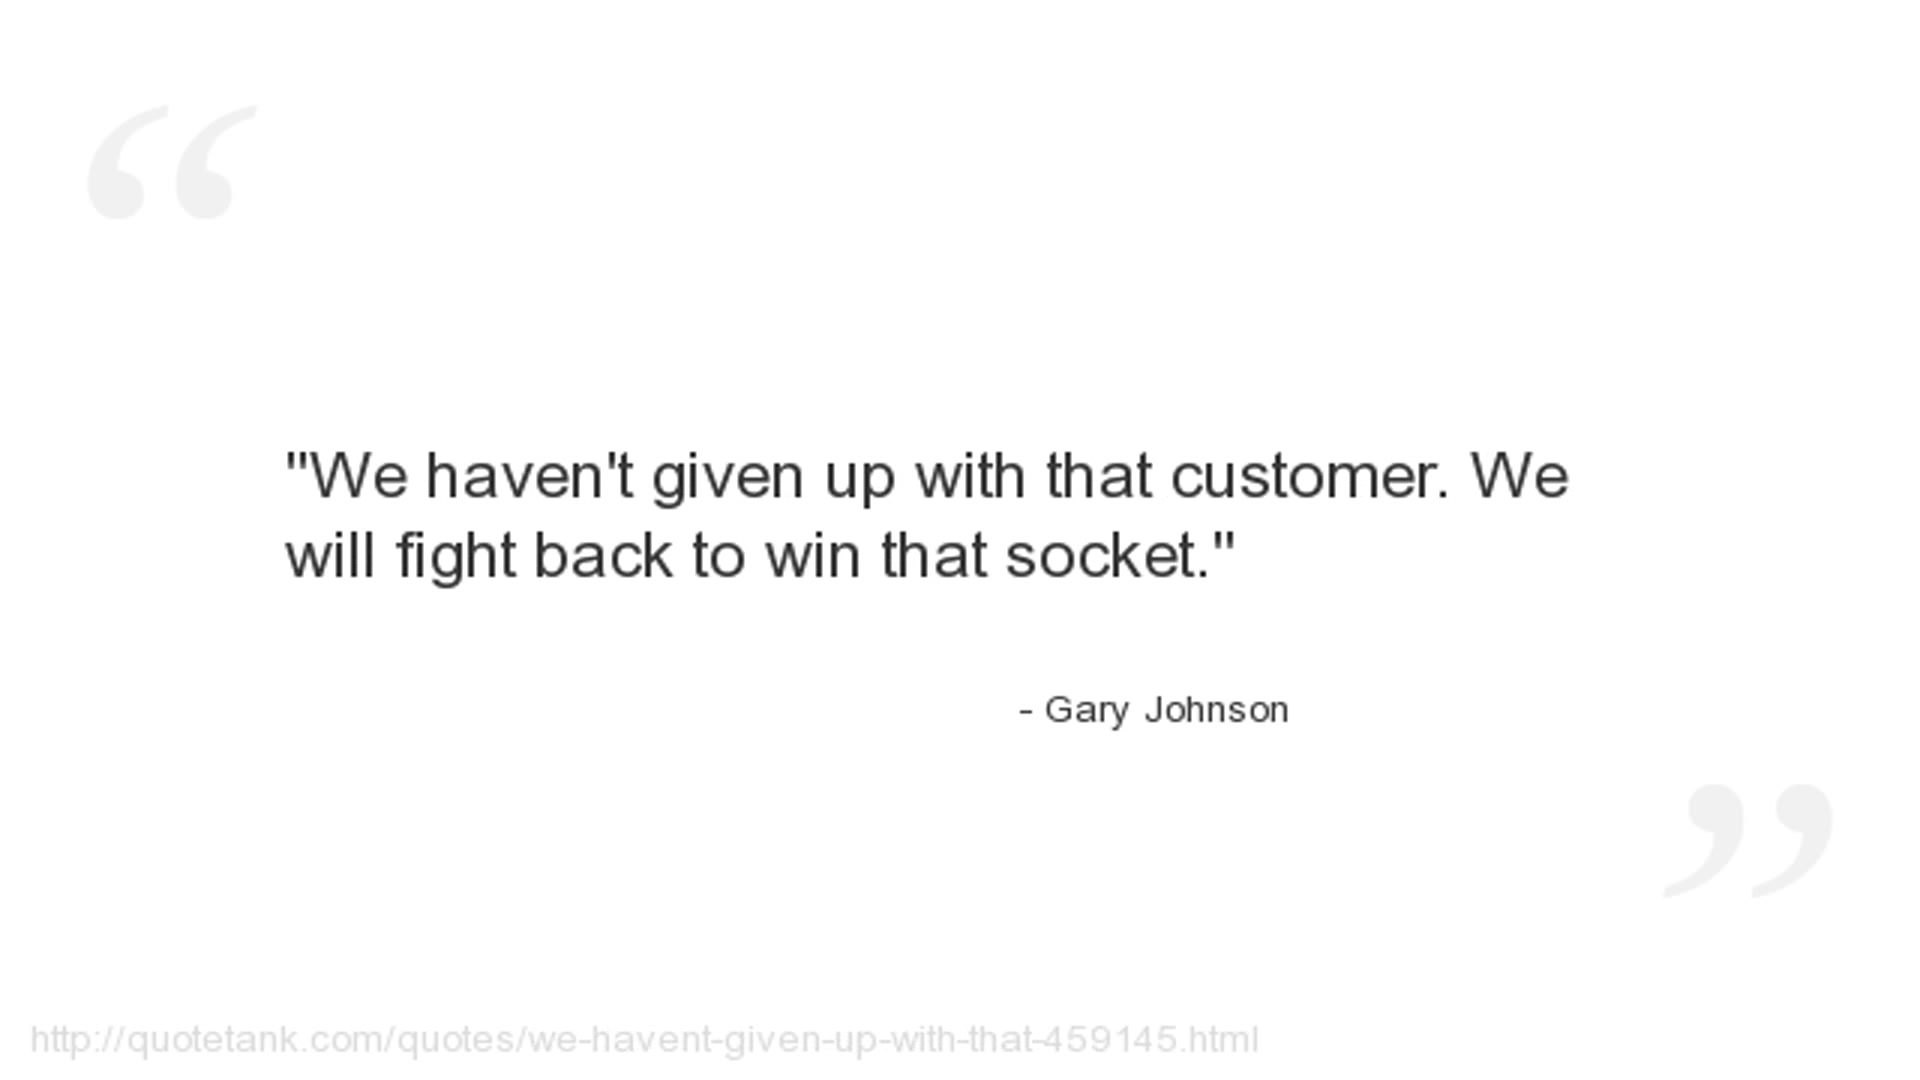 "We haven't given up with that customer. We
will fight back to win that socket."
- Gary Johnson
http://quotetank.com/quotes/we-havent-given-up-with-that-459145.html